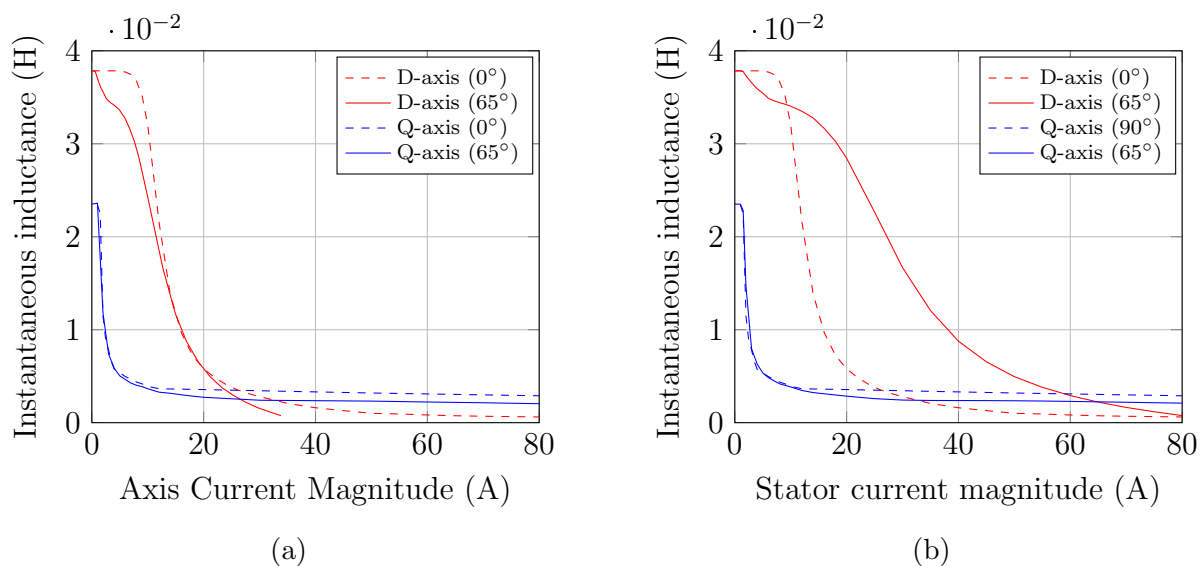 · 10⁻²
4
3
2
1
0
0 20 40 60 80
Instantaneous inductance (H)
Axis Current Magnitude (A)
D-axis (0°)
D-axis (65°)
Q-axis (0°)
Q-axis (65°)
(a)
· 10⁻²
4
3
2
1
0
0 20 40 60 80
Instantaneous inductance (H)
Stator current magnitude (A)
D-axis (0°)
D-axis (65°)
Q-axis (90°)
Q-axis (65°)
(b)